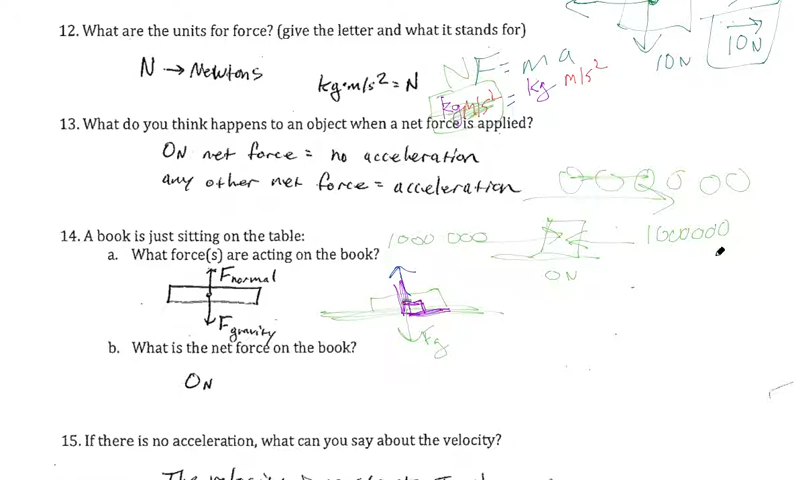 10N
10N
12. What are the units for force? (give the letter and what it stands for)
N → Newtons
kg·m/s² = N
N F = m a
kg m/s² = kg m/s²
13. What do you think happens to an object when a net force is applied?
0N net force = no acceleration
any other net force = acceleration
14. A book is just sitting on the table:
1000 000
1000000
0N
a. What force(s) are acting on the book?
Fnormal
Fgravity
Fg
b. What is the net force on the book?
0N
15. If there is no acceleration, what can you say about the velocity?
The